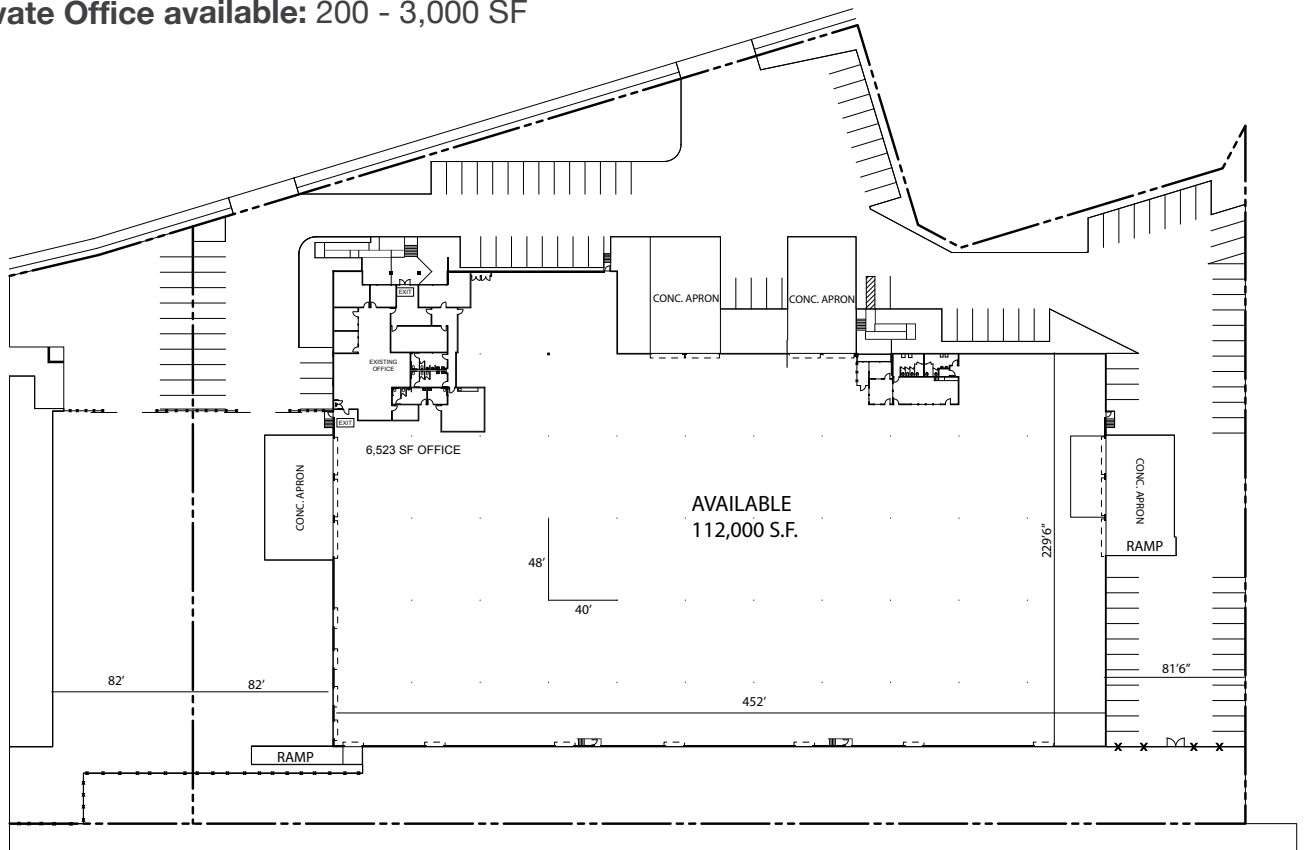 vate Office available: 200 - 3,000 SF
CONC. APRON
CONC. APRON
EXIT
EXISTING
OFFICE
EXIT
6,523 SF OFFICE
CONC. APRON
AVAILABLE
112,000 S.F.
CONC. APRON
RAMP
229'6"
48'
40'
82'
82'
452'
81'6"
RAMP